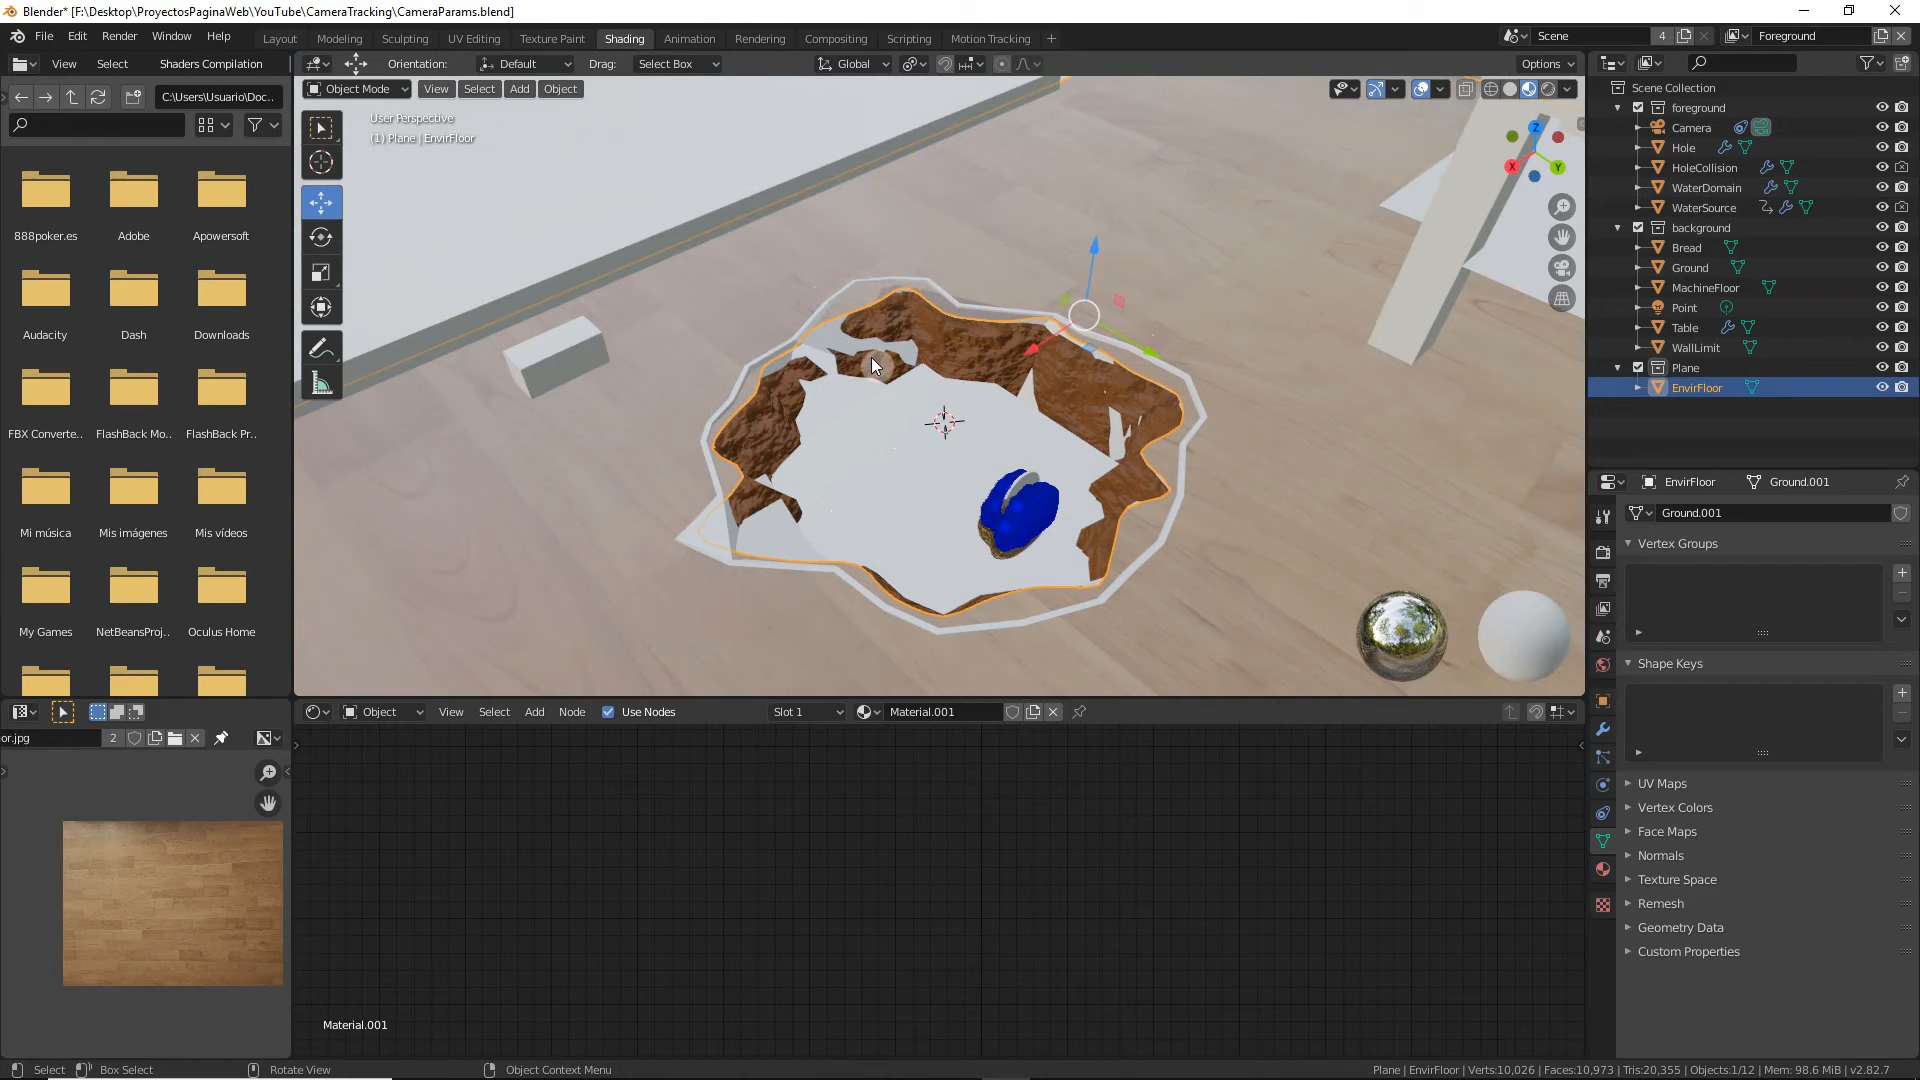 Blender* [F:\Desktop\ProyectosPaginaWeb\YouTube\CameraTracking\CameraParams.blend]
File Edit Render Window Help
Layout Modeling Sculpting UV Editing Texture Paint Shading Animation Rendering Compositing Scripting Motion Tracking +
Scene 4 Foreground
View Select Shaders Compilation
Orientation: Default Drag: Select Box Global Options
C:\Users\Usuario\Doc..
Object Mode View Select Add Object
User Perspective
(1) Plane | EnvirFloor
Z
X
Y
888poker.es Adobe Apowersoft
Audacity Dash Downloads
FBX Converte.. FlashBack Mo.. FlashBack Pr..
Mi música Mis imágenes Mis vídeos
My Games NetBeansProj.. Oculus Home
Scene Collection
foreground
Camera
Hole
HoleCollision
WaterDomain
WaterSource
background
Bread
Ground
MachineFloor
Point
Table
WallLimit
Plane
EnvirFloor
EnvirFloor Ground.001
Ground.001
Vertex Groups
Shape Keys
UV Maps
Vertex Colors
Face Maps
Normals
Texture Space
Remesh
Geometry Data
Custom Properties
Object View Select Add Node Use Nodes Slot 1 Material.001
or.jpg 2
Material.001
Select Box Select Rotate View Object Context Menu
Plane | EnvirFloor | Verts:10,026 | Faces:10,973 | Tris:20,355 | Objects:1/12 | Mem: 98.6 MiB | v2.82.7